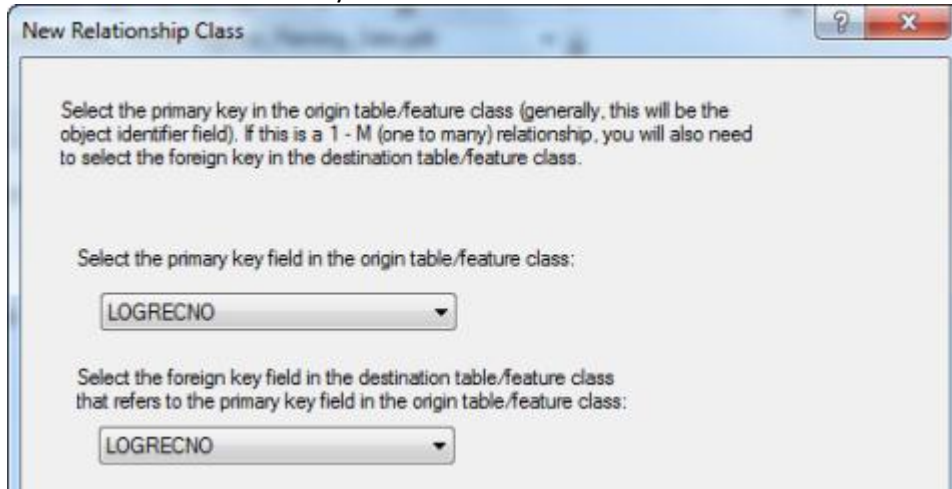 New Relationship Class
Select the primary key in the origin table/feature class (generally, this will be the
object identifier field). If this is a 1 - M (one to many) relationship, you will also need
to select the foreign key in the destination table/feature class.
Select the primary key field in the origin table/feature class:
LOGRECNO
Select the foreign key field in the destination table/feature class
that refers to the primary key field in the origin table/feature class:
LOGRECNO